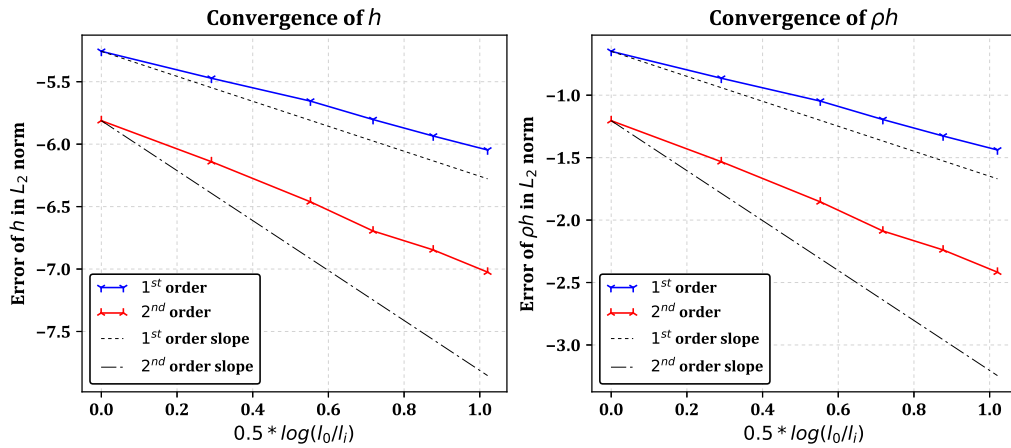 Convergence of h
Error of h in L₂ norm
−5.5
−6.0
−6.5
−7.0
−7.5
1ˢᵗ order
2ⁿᵈ order
1ˢᵗ order slope
2ⁿᵈ order slope
0.0 0.2 0.4 0.6 0.8 1.0
0.5 * log(l₀/lᵢ)
Convergence of ρh
Error of ρh in L₂ norm
−1.0
−1.5
−2.0
−2.5
−3.0
1ˢᵗ order
2ⁿᵈ order
1ˢᵗ order slope
2ⁿᵈ order slope
0.0 0.2 0.4 0.6 0.8 1.0
0.5 * log(l₀/lᵢ)